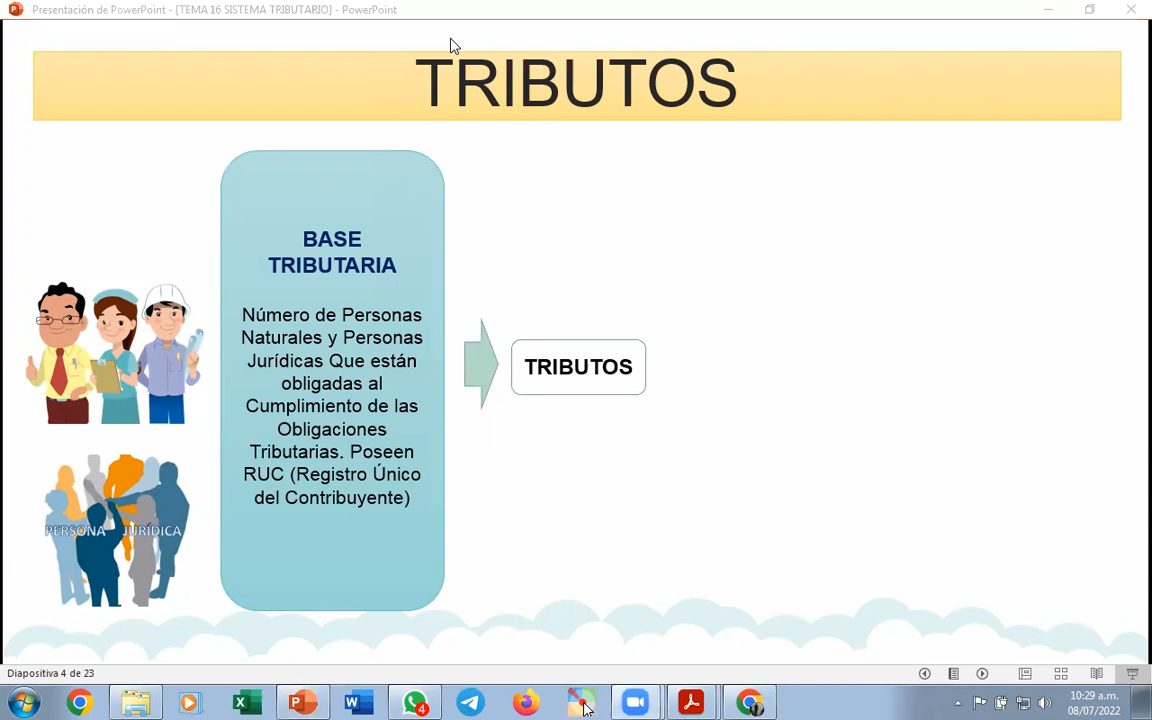 Presentación de PowerPoint - [TEMA 16 SISTEMA TRIBUTARIO] - PowerPoint
TRIBUTOS
BASE
TRIBUTARIA
Número de Personas
Naturales y Personas
Jurídicas Que están
obligadas al
Cumplimiento de las
Obligaciones
Tributarias. Poseen
RUC (Registro Único
del Contribuyente)
TRIBUTOS
PERSONA JURÍDICA
Diapositiva 4 de 23
4
10:29 a.m.
08/07/2022